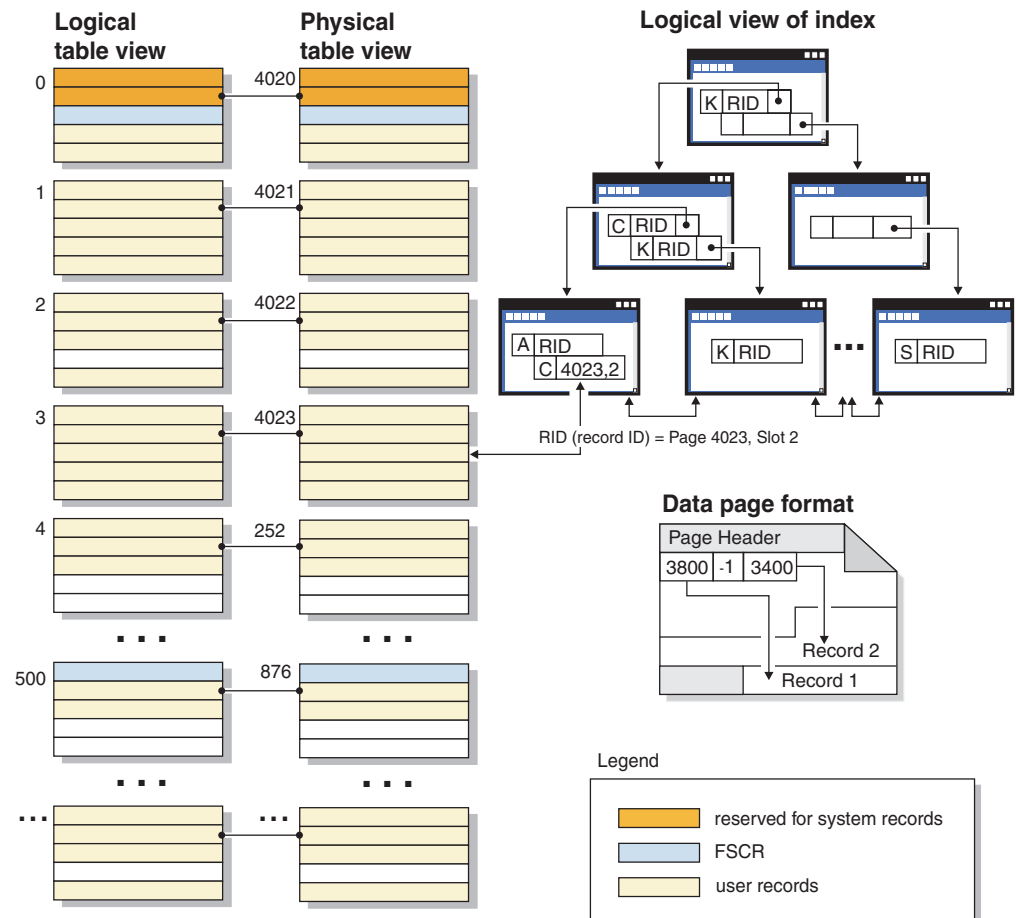 Logical
table view
Physical
table view
Logical view of index
0
4020
1
4021
2
4022
3
4023
4
252
500
876
...
...
K RID
C RID
K RID
A RID
C 4023,2
K RID
...
S RID
RID (record ID) = Page 4023, Slot 2
Data page format
Page Header
3800 -1 3400
Record 2
Record 1
Legend
reserved for system records
FSCR
user records